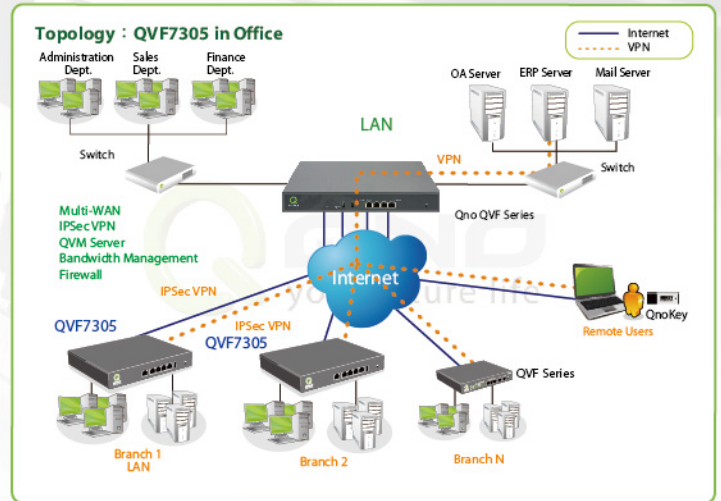 Topology : QVF7305 in Office
Internet
VPN
Administration Dept.
Sales Dept.
Finance Dept.
OA Server
ERP Server
Mail Server
LAN
Switch
VPN
Switch
Qno QVF Series
Multi-WAN
IPSec VPN
QVM Server
Bandwidth Management
Firewall
Internet
IPSec VPN
IPSec VPN
QVF7305
QVF7305
QnoKey
Remote Users
QVF Series
Branch 1
LAN
Branch 2
Branch N